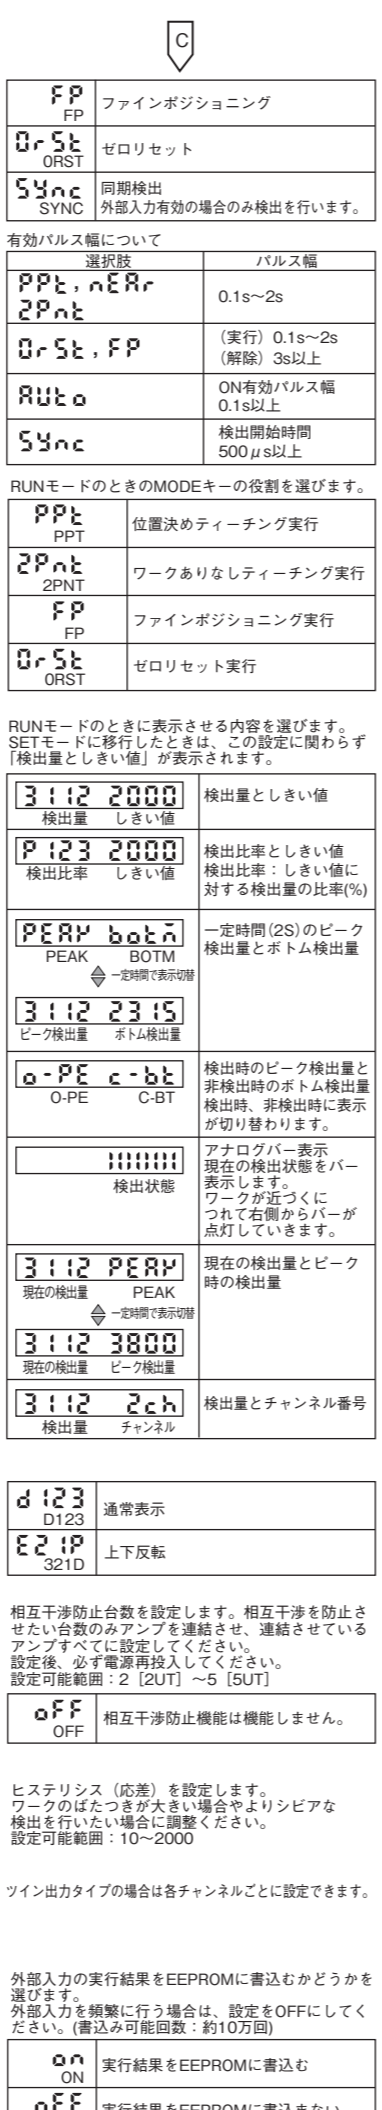 C
FP ファインポジショニング
FP
0rSt ゼロリセット
0RST
SYnc 同期検出
SYNC 外部入力有効の場合のみ検出を行います。
有効パルス幅について
選択肢 パルス幅
PPt, nEAr
2Pnt
0.1s～2s
0rSt, FP
（実行）0.1s～2s
（解除）3s以上
AUto
ON有効パルス幅
0.1s以上
SYnc
検出開始時間
500μs以上
RUNモードのときのMODEキーの役割を選びます。
PPt 位置決めティーチング実行
PPT
2Pnt ワークありなしティーチング実行
2PNT
FP ファインポジショニング実行
FP
0rSt ゼロリセット実行
0RST
RUNモードのときに表示させる内容を選びます。
SETモードに移行したときは、この設定に関わらず
「検出量としきい値」が表示されます。
3112 2000 検出量としきい値
検出量 しきい値
P123 2000
検出比率 しきい値
検出比率としきい値
検出比率：しきい値に
対する検出量の比率(%)
PEAK botm
PEAK BOTM
一定時間で表示切替
3112 2315
ピーク検出量 ボトム検出量
一定時間(2S)のピーク
検出量とボトム検出量
o-PE c-bt
O-PE C-BT
検出時のピーク検出量と
非検出時のボトム検出量
検出時、非検出時に表示
が切り替わります。
検出状態
アナログバー表示
現在の検出状態をバー
表示します。
ワークが近づくに
つれて右側からバーが
点灯していきます。
3112 PEAK
現在の検出量 PEAK
一定時間で表示切替
3112 3800
現在の検出量 ピーク検出量
現在の検出量とピーク
時の検出量
3112 2ch 検出量とチャンネル番号
検出量 チャンネル
d123 通常表示
D123
321D 上下反転
相互干渉防止台数を設定します。相互干渉を防止さ
せたい台数のみアンプを連結させ、連結させている
アンプすべてに設定してください。
設定後、必ず電源再投入してください。
設定可能範囲：2［2UT］～5［5UT］
oFF 相互干渉防止機能は機能しません。
OFF
ヒステリシス（応差）を設定します。
ワークのばたつきが大きい場合やよりシビアな
検出を行いたい場合に調整ください。
設定可能範囲：10～2000
ツイン出力タイプの場合は各チャンネルごとに設定できます。
外部入力の実行結果をEEPROMに書込むかどうかを
選びます。
外部入力を頻繁に行う場合は、設定をOFFにしてく
ださい。(書込み可能回数：約10万回)
on 実行結果をEEPROMに書込む
ON
oFF 実行結果をEEPROMに書込まない